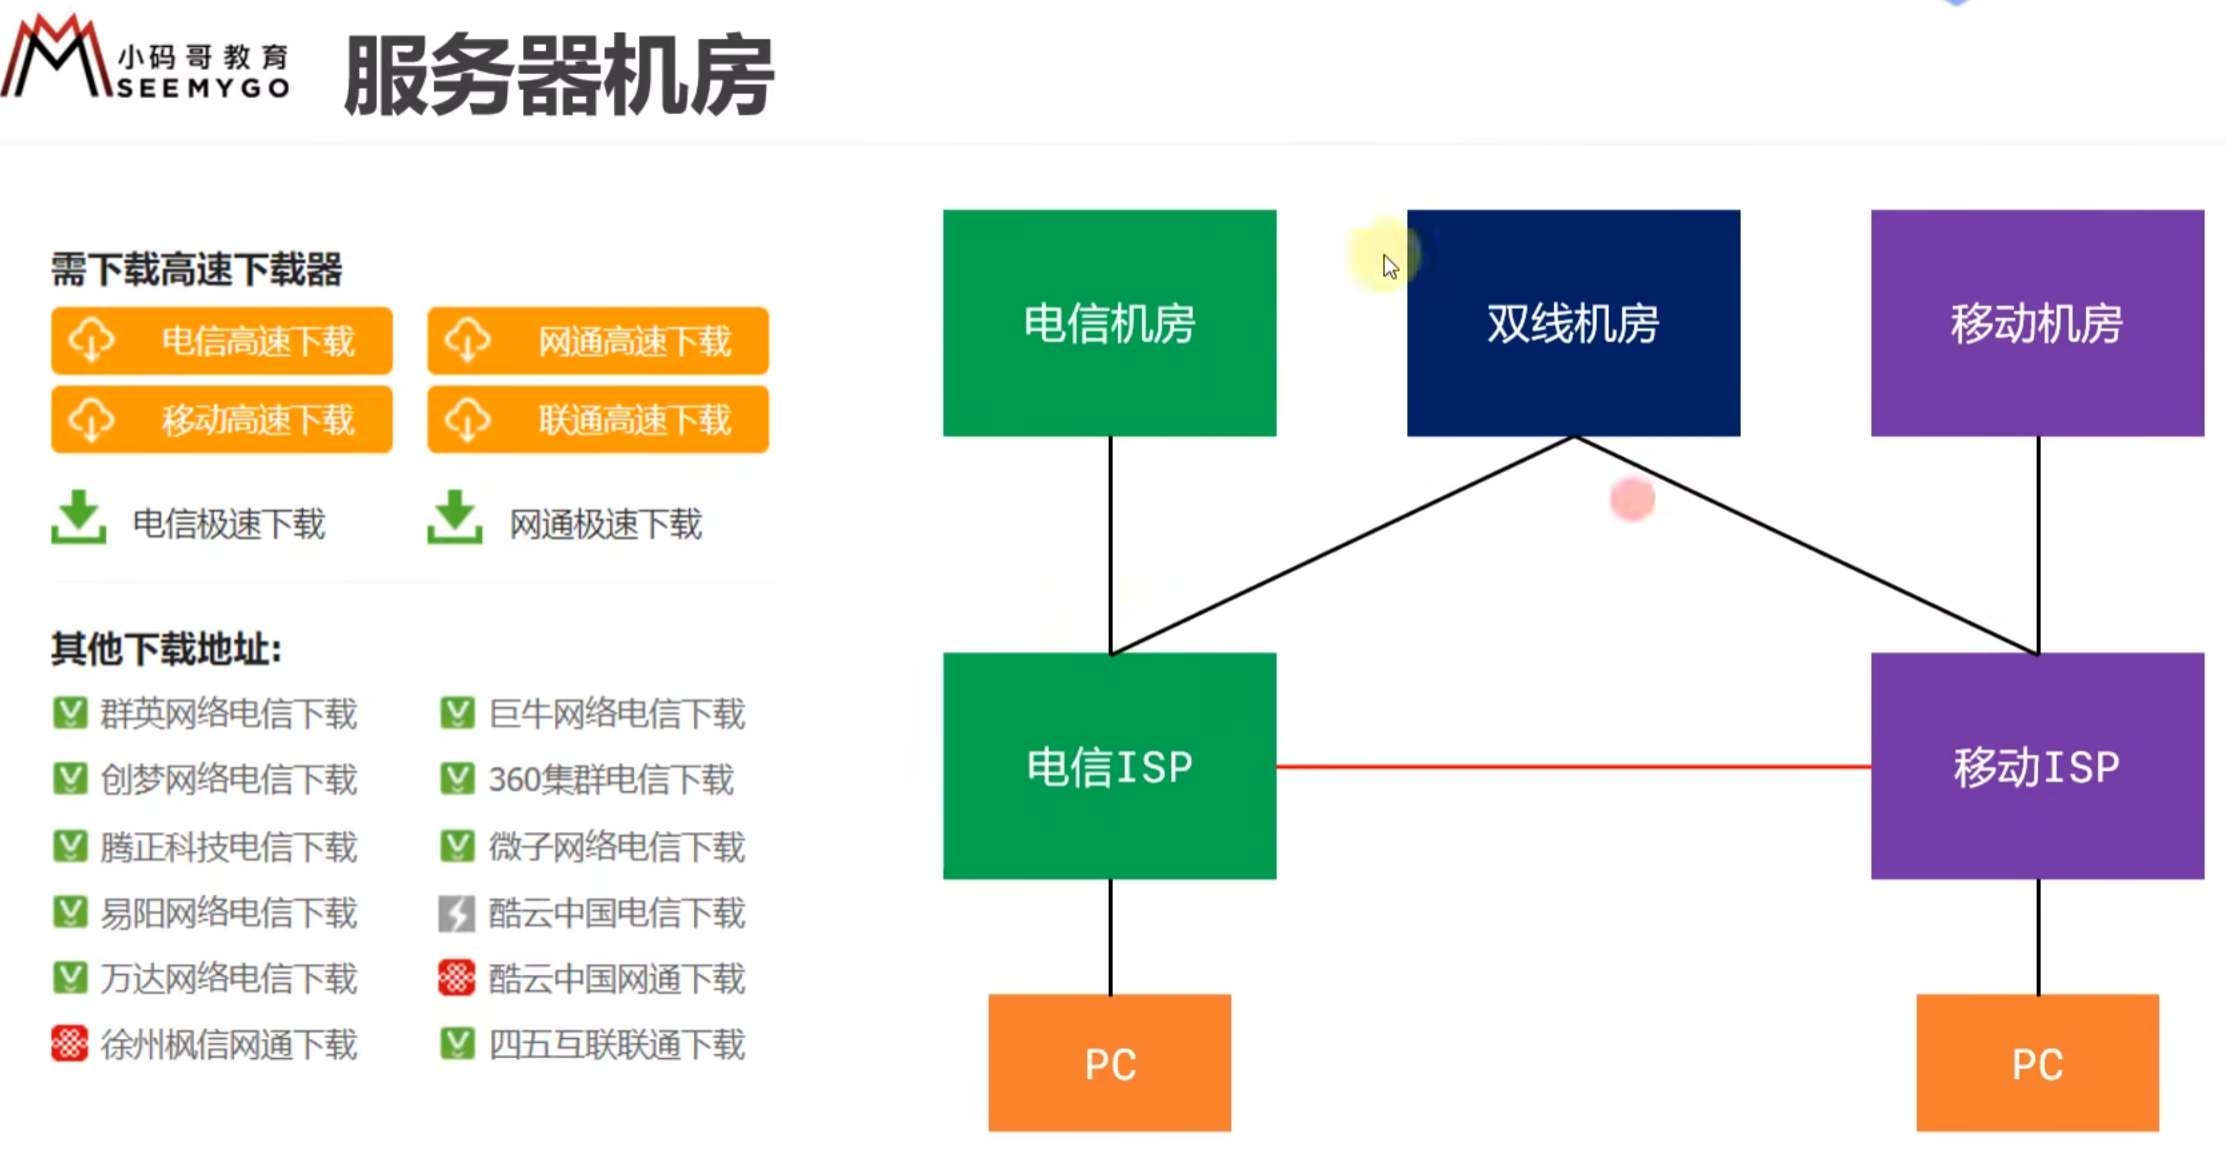 小码哥教育
SEEMYGO
服务器机房
需下载高速下载器
电信高速下载
网通高速下载
移动高速下载
联通高速下载
电信极速下载
网通极速下载
其他下载地址:
群英网络电信下载
巨牛网络电信下载
创梦网络电信下载
360集群电信下载
腾正科技电信下载
微子网络电信下载
易阳网络电信下载
酷云中国电信下载
万达网络电信下载
酷云中国网通下载
徐州枫信网通下载
四五互联联通下载
电信机房
双线机房
移动机房
电信ISP
移动ISP
PC
PC